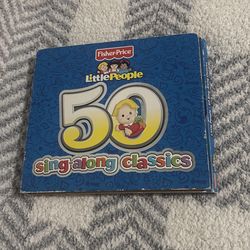 Fisher-Price
Little People
50
sing-along classics